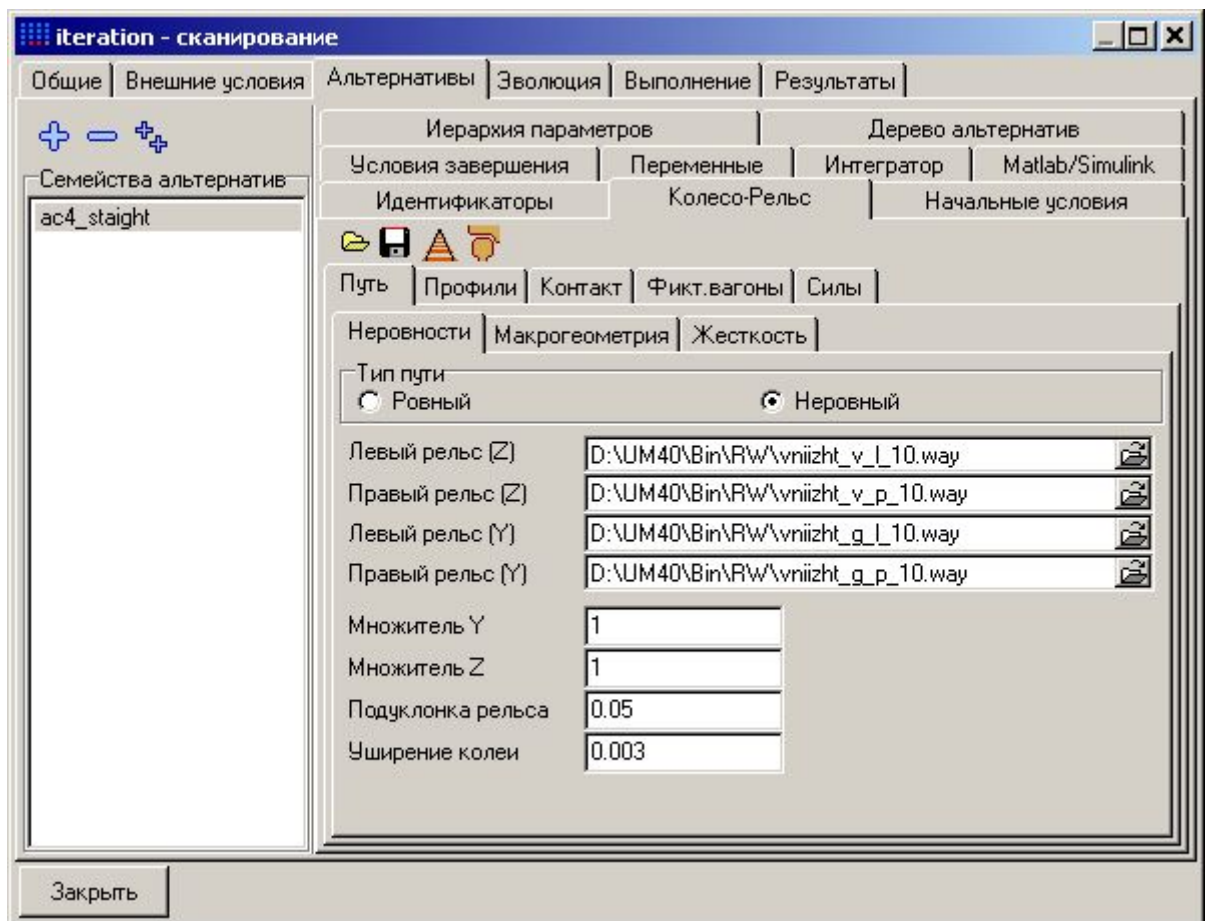 iteration - сканирование
Общие Внешние условия Альтернативы Эволюция Выполнение Результаты
Семейства альтернатив
ac4_staight
Иерархия параметров Дерево альтернатив
Условия завершения Переменные Интегратор Matlab/Simulink
Идентификаторы Колесо-Рельс Начальные условия
Путь Профили Контакт Фикт.вагоны Силы
Неровности Макрогеометрия Жесткость
Тип пути
Ровный Неровный
Левый рельс (Z) D:\UM40\Bin\RW\vniizht_v_l_10.way
Правый рельс (Z) D:\UM40\Bin\RW\vniizht_v_p_10.way
Левый рельс (Y) D:\UM40\Bin\RW\vniizht_g_l_10.way
Правый рельс (Y) D:\UM40\Bin\RW\vniizht_g_p_10.way
Множитель Y 1
Множитель Z 1
Подуклонка рельса 0.05
Уширение колеи 0.003
Закрыть